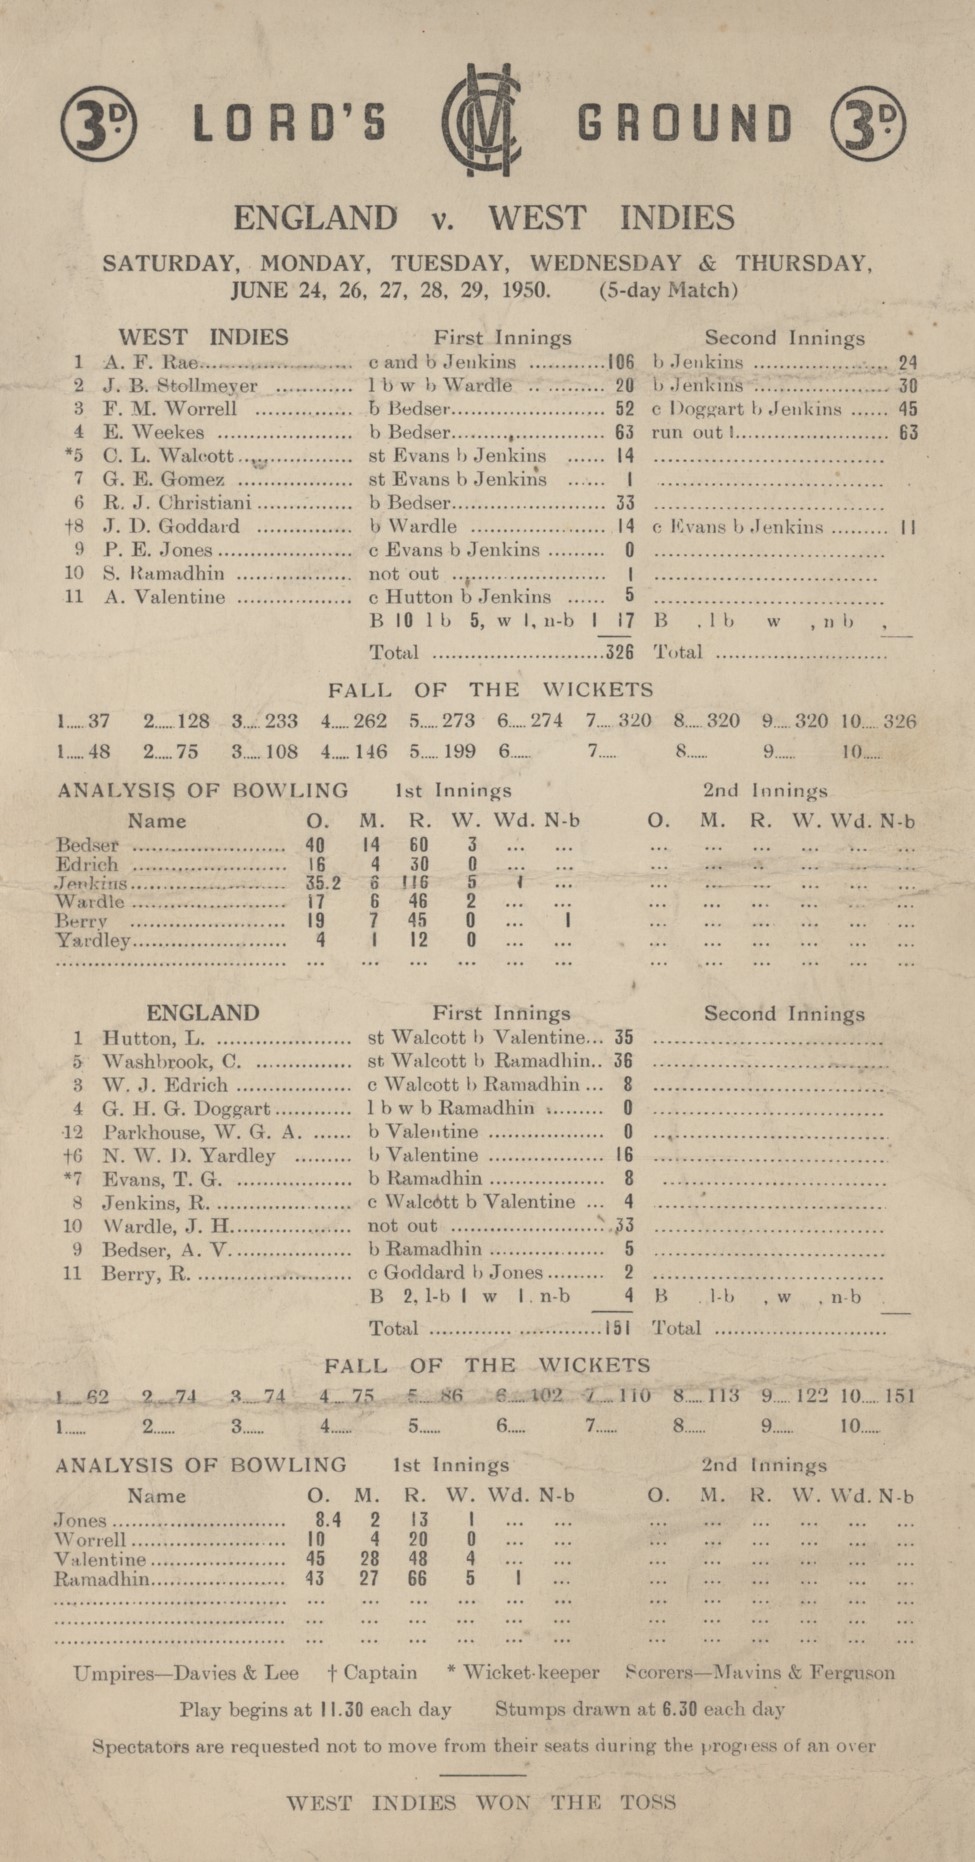 3D. LORD'S MCC GROUND 3D.
ENGLAND v. WEST INDIES
SATURDAY, MONDAY, TUESDAY, WEDNESDAY & THURSDAY,
JUNE 24, 26, 27, 28, 29, 1950. (5-day Match)
WEST INDIES First Innings Second Innings
1 A. F. Rae c and b Jenkins 106 b Jenkins 24
2 J. B. Stollmeyer l b w b Wardle 20 b Jenkins 30
3 F. M. Worrell b Bedser 52 c Doggart b Jenkins 45
4 E. Weekes b Bedser 63 run out 63
*5 C. L. Walcott st Evans b Jenkins 14
7 G. E. Gomez st Evans b Jenkins 1
6 R. J. Christiani b Bedser 33
†8 J. D. Goddard b Wardle 14 c Evans b Jenkins 11
9 P. E. Jones c Evans b Jenkins 0
10 S. Ramadhin not out 1
11 A. Valentine c Hutton b Jenkins 5
B 10 l b 5, w 1, n-b 1 17 B , l b w , n b ,
Total 326 Total
FALL OF THE WICKETS
1.....37 2.....128 3.....233 4.....262 5.....273 6.....274 7.....320 8.....320 9.....320 10.....326
1.....48 2.....75 3.....108 4.....146 5.....199 6..... 7..... 8..... 9..... 10.....
ANALYSIS OF BOWLING 1st Innings 2nd Innings
Name O. M. R. W. Wd. N-b O. M. R. W. Wd. N-b
Bedser 40 14 60 3 ... ... ... ... ... ... ... ...
Edrich 16 4 30 0 ... ... ... ... ... ... ... ...
Jenkins 35.2 6 116 5 1 ... ... ... ... ... ... ...
Wardle 17 6 46 2 ... ... ... ... ... ... ... ...
Berry 19 7 45 0 ... 1 ... ... ... ... ... ...
Yardley 4 1 12 0 ... ... ... ... ... ... ... ...
... ... ... ... ... ... ... ... ... ... ... ...
ENGLAND First Innings Second Innings
1 Hutton, L. st Walcott b Valentine... 35
5 Washbrook, C. st Walcott b Ramadhin.. 36
3 W. J. Edrich c Walcott b Ramadhin ... 8
4 G. H. G. Doggart l b w b Ramadhin 0
12 Parkhouse, W. G. A. b Valentine 0
†6 N. W. D. Yardley b Valentine 16
*7 Evans, T. G. b Ramadhin 8
8 Jenkins, R. c Walcott b Valentine ... 4
10 Wardle, J. H. not out 33
9 Bedser, A. V. b Ramadhin 5
11 Berry, R. c Goddard b Jones 2
B 2, l-b 1 w 1, n-b 4 B , l-b , w , n-b
Total 151 Total
FALL OF THE WICKETS
1.....62 2.....74 3.....74 4.....75 5.....86 6.....102 7.....110 8.....113 9.....122 10.....151
1..... 2..... 3..... 4..... 5..... 6..... 7..... 8..... 9..... 10.....
ANALYSIS OF BOWLING 1st Innings 2nd Innings
Name O. M. R. W. Wd. N-b O. M. R. W. Wd. N-b
Jones 8.4 2 13 1 ... ... ... ... ... ... ... ...
Worrell 10 4 20 0 ... ... ... ... ... ... ... ...
Valentine 45 28 48 4 ... ... ... ... ... ... ... ...
Ramadhin 43 27 66 5 1 ... ... ... ... ... ... ...
... ... ... ... ... ... ... ... ... ... ... ...
... ... ... ... ... ... ... ... ... ... ... ...
... ... ... ... ... ... ... ... ... ... ... ...
Umpires—Davies & Lee † Captain * Wicket-keeper Scorers—Mavins & Ferguson
Play begins at 11.30 each day Stumps drawn at 6.30 each day
Spectators are requested not to move from their seats during the progress of an over
WEST INDIES WON THE TOSS